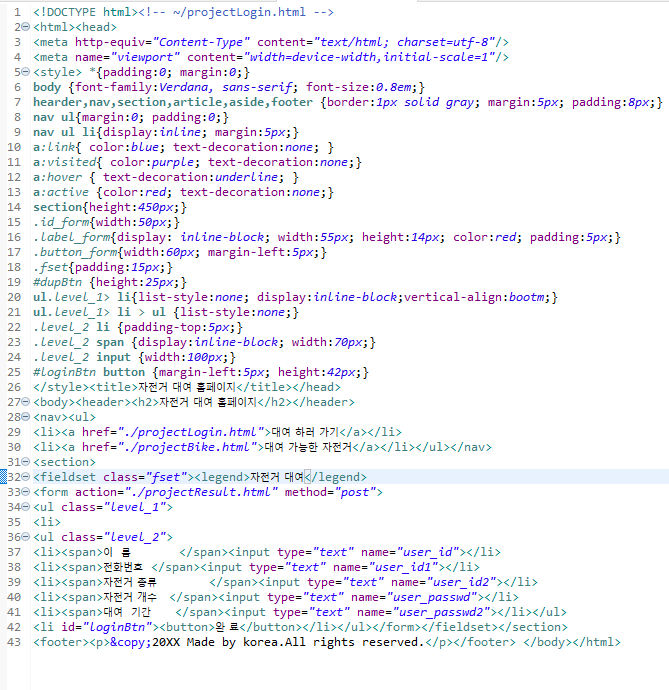 1 <!DOCTYPE html><!-- ~/projectLogin.html -->
2 <html><head>
3 <meta http-equiv="Content-Type" content="text/html; charset=utf-8"/>
4 <meta name="viewport" content="width=device-width,initial-scale=1"/>
5 <style> *{padding:0; margin:0;}
6 body {font-family:Verdana, sans-serif; font-size:0.8em;}
7 hearder,nav,section,article,aside,footer {border:1px solid gray; margin:5px; padding:8px;}
8 nav ul{margin:0; padding:0;}
9 nav ul li{display:inline; margin:5px;}
10 a:link{ color:blue; text-decoration:none; }
11 a:visited{ color:purple; text-decoration:none;}
12 a:hover { text-decoration:underline; }
13 a:active {color:red; text-decoration:none;}
14 section{height:450px;}
15 .id_form{width:50px;}
16 .label_form{display: inline-block; width:55px; height:14px; color:red; padding:5px;}
17 .button_form{width:60px; margin-left:5px;}
18 .fset{padding:15px;}
19 #dupBtn {height:25px;}
20 ul.level_1> li{list-style:none; display:inline-block;vertical-align:bootm;}
21 ul.level_1> li > ul {list-style:none;}
22 .level_2 li {padding-top:5px;}
23 .level_2 span {display:inline-block; width:70px;}
24 .level_2 input {width:100px;}
25 #loginBtn button {margin-left:5px; height:42px;}
26 </style><title>자전거 대여 홈페이지</title></head>
27 <body><header><h2>자전거 대여 홈페이지</h2></header>
28 <nav><ul>
29 <li><a href="./projectLogin.html">대여 하러 가기</a></li>
30 <li><a href="./projectBike.html">대여 가능한 자전거</a></li></ul></nav>
31 <section>
32 <fieldset class="fset"><legend>자전거 대여</legend>
33 <form action="./projectResult.html" method="post">
34 <ul class="level_1">
35 <li>
36 <ul class="level_2">
37 <li><span>이 름 </span><input type="text" name="user_id"></li>
38 <li><span>전화번호 </span><input type="text" name="user_id1"></li>
39 <li><span>자전거 종류 </span><input type="text" name="user_id2"></li>
40 <li><span>자전거 개수 </span><input type="text" name="user_passwd"></li>
41 <li><span>대여 기간 </span><input type="text" name="user_passwd2"></li></ul>
42 <li id="loginBtn"><button>완 료</button></li></ul></form></fieldset></section>
43 <footer><p>&copy;20XX Made by korea.All rights reserved.</p></footer> </body></html>